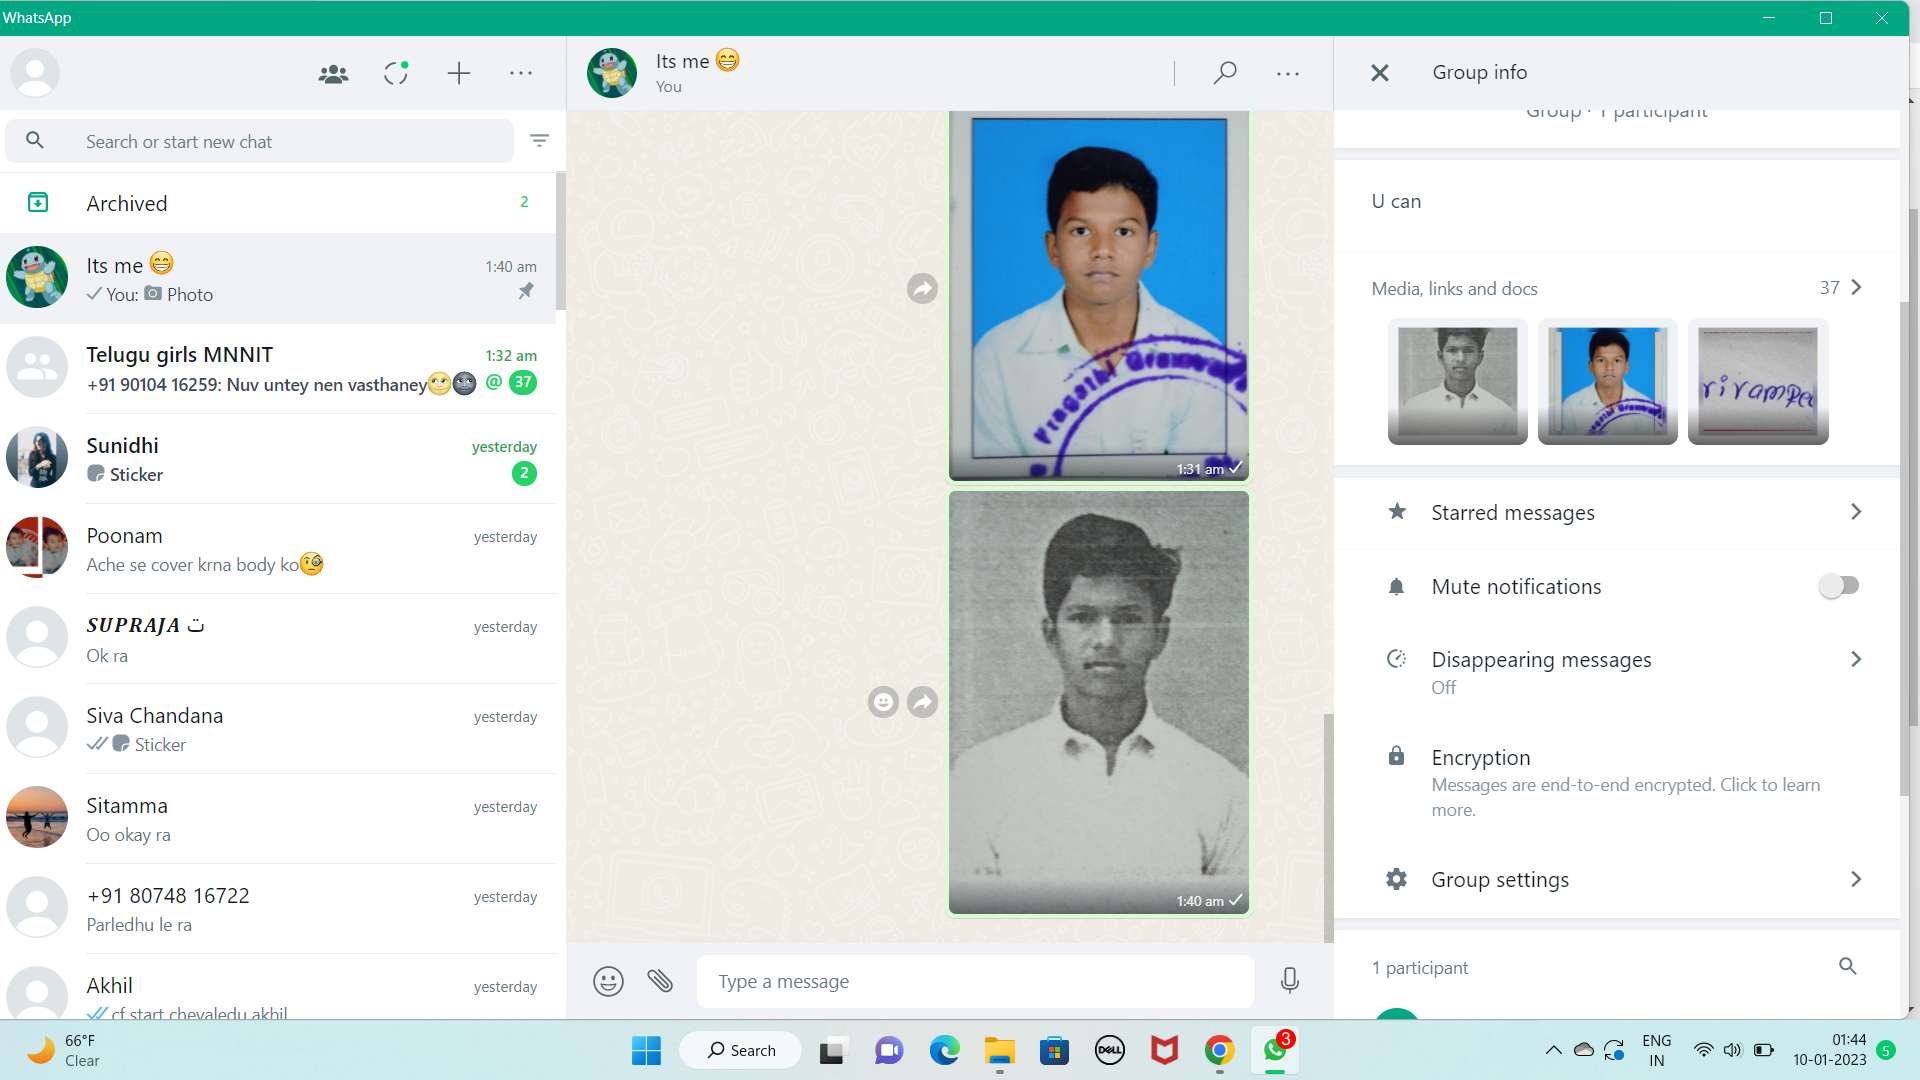 WhatsApp
Search or start new chat
Archived
2
Its me 😁
1:40 am
You: Photo
Telugu girls MNNIT
1:32 am
+91 90104 16259: Nuv untey nen vasthaney🌝🌚
@ 37
Sunidhi
yesterday
Sticker
2
Poonam
yesterday
Ache se cover krna body ko🧐
𝑺𝑼𝑷𝑹𝑨𝑱𝑨 ت
yesterday
Ok ra
Siva Chandana
yesterday
Sticker
Sitamma
yesterday
Oo okay ra
+91 80748 16722
yesterday
Parledhu le ra
Akhil
yesterday
cf start chevaledu akhil
Its me 😁
You
Pragathi
1:31 am
1:40 am
Type a message
Group info
Group · 1 participant
U can
Media, links and docs
37
Starred messages
Mute notifications
Disappearing messages
Off
Encryption
Messages are end-to-end encrypted. Click to learn
more.
Group settings
1 participant
66°F
Clear
Search
DELL
3
ENG
IN
01:44
10-01-2023
5